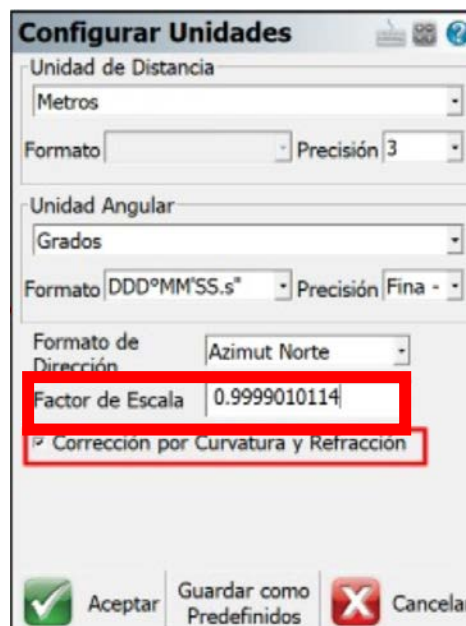 Configurar Unidades
Unidad de Distancia
Metros
Formato Precisión 3
Unidad Angular
Grados
Formato DDD°MM'SS.s" Precisión Fina -
Formato de
Dirección Azimut Norte
Factor de Escala 0.9999010114
Corrección por Curvatura y Refracción
Aceptar Guardar como
Predefinidos Cancelar